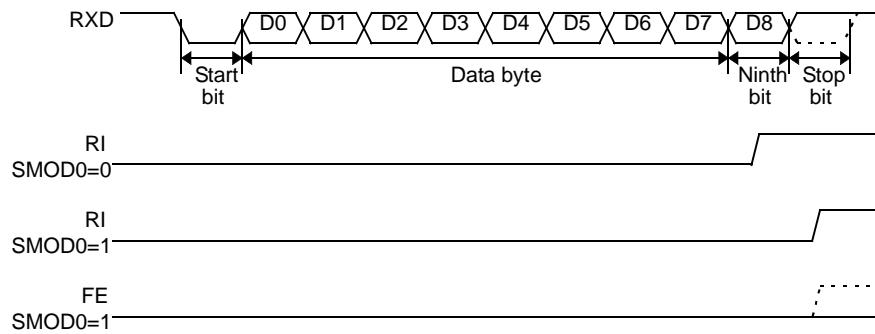 RXD D0 D1 D2 D3 D4 D5 D6 D7 D8
Start bit
Data byte
Ninth bit
Stop bit
RI
SMOD0=0
RI
SMOD0=1
FE
SMOD0=1